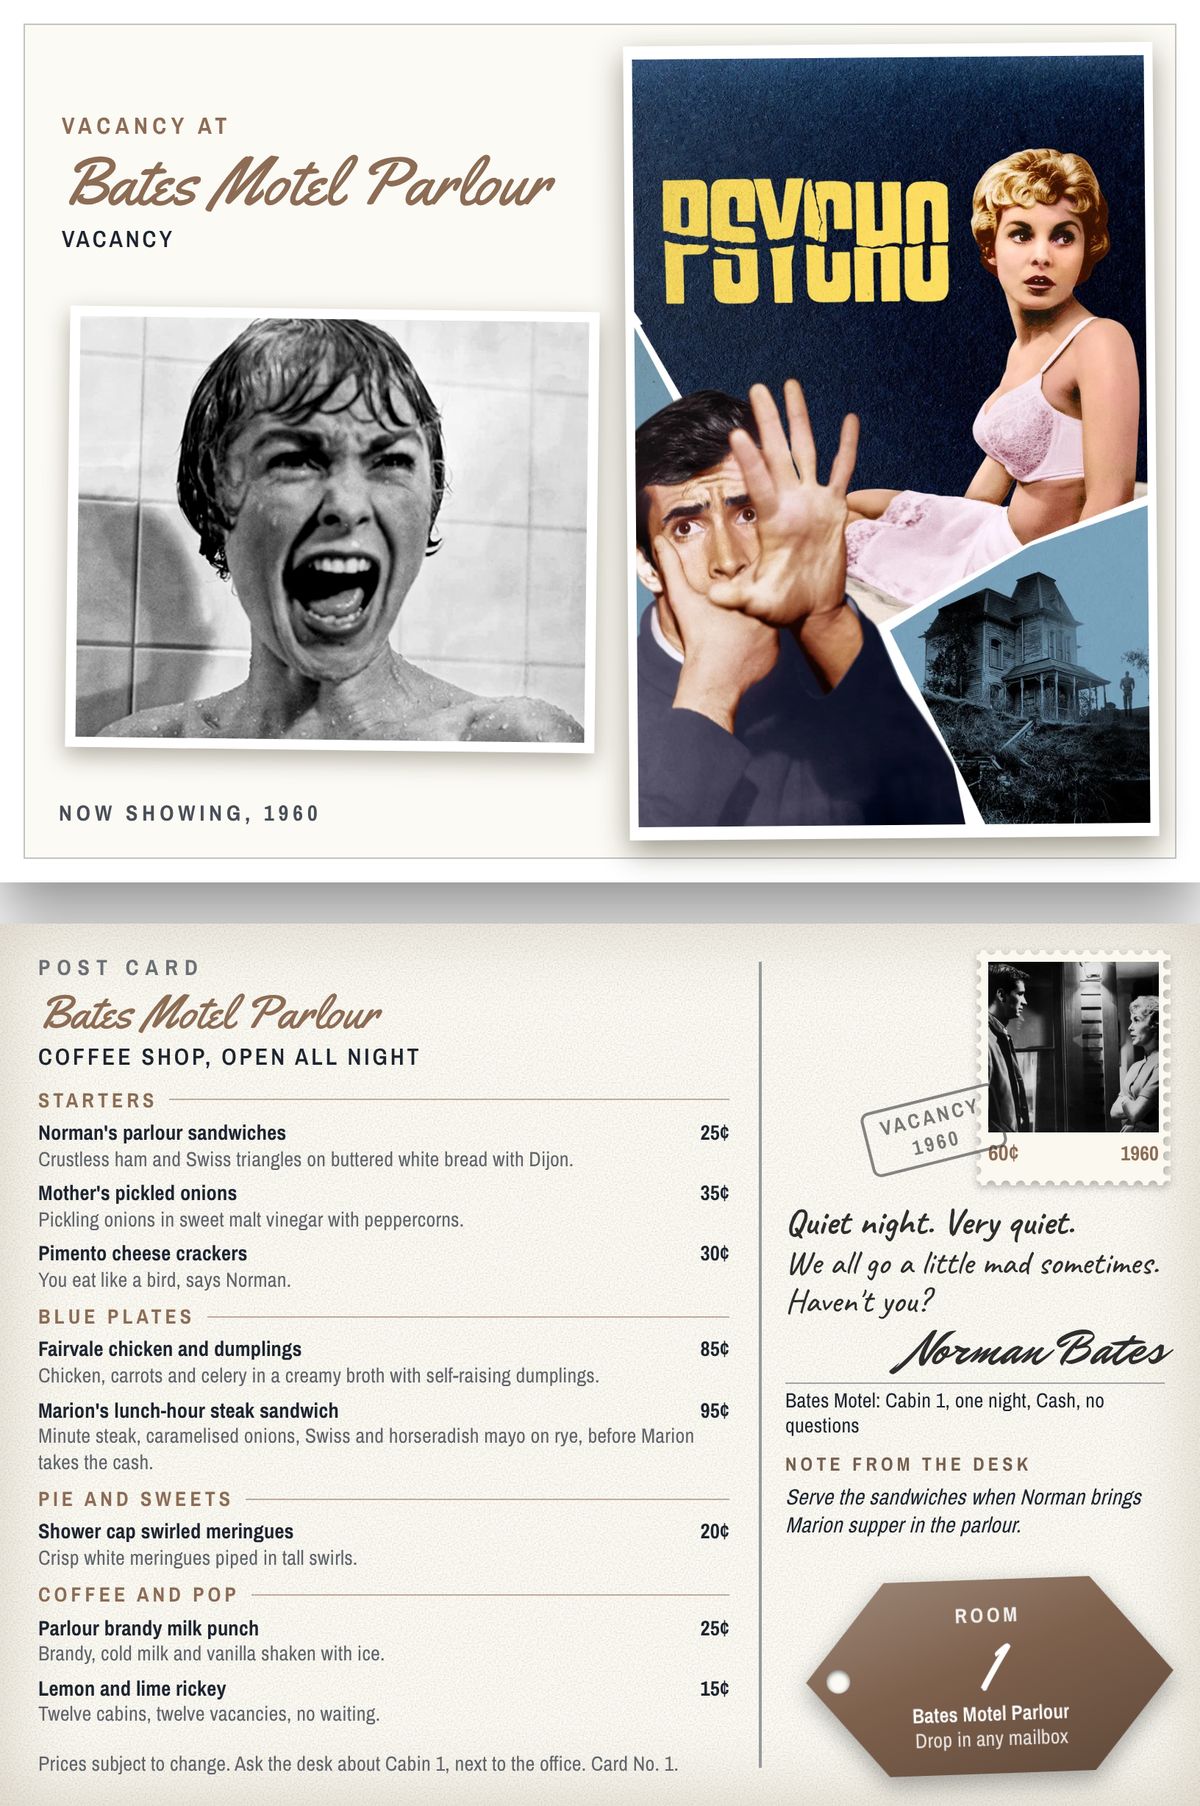 VACANCY AT
Bates Motel Parlour
VACANCY
PSYCHO
NOW SHOWING, 1960
POST CARD
Bates Motel Parlour
COFFEE SHOP, OPEN ALL NIGHT
STARTERS
Norman's parlour sandwiches 25¢
Crustless ham and Swiss triangles on buttered white bread with Dijon.
Mother's pickled onions 35¢
Pickling onions in sweet malt vinegar with peppercorns.
Pimento cheese crackers 30¢
You eat like a bird, says Norman.
BLUE PLATES
Fairvale chicken and dumplings 85¢
Chicken, carrots and celery in a creamy broth with self-raising dumplings.
Marion's lunch-hour steak sandwich 95¢
Minute steak, caramelised onions, Swiss and horseradish mayo on rye, before Marion
takes the cash.
PIE AND SWEETS
Shower cap swirled meringues 20¢
Crisp white meringues piped in tall swirls.
COFFEE AND POP
Parlour brandy milk punch 25¢
Brandy, cold milk and vanilla shaken with ice.
Lemon and lime rickey 15¢
Twelve cabins, twelve vacancies, no waiting.
Prices subject to change. Ask the desk about Cabin 1, next to the office. Card No. 1.
VACANCY
1960
60¢ 1960
Quiet night. Very quiet.
We all go a little mad sometimes.
Haven't you?
Norman Bates
Bates Motel: Cabin 1, one night, Cash, no
questions
NOTE FROM THE DESK
Serve the sandwiches when Norman brings
Marion supper in the parlour.
ROOM
1
Bates Motel Parlour
Drop in any mailbox